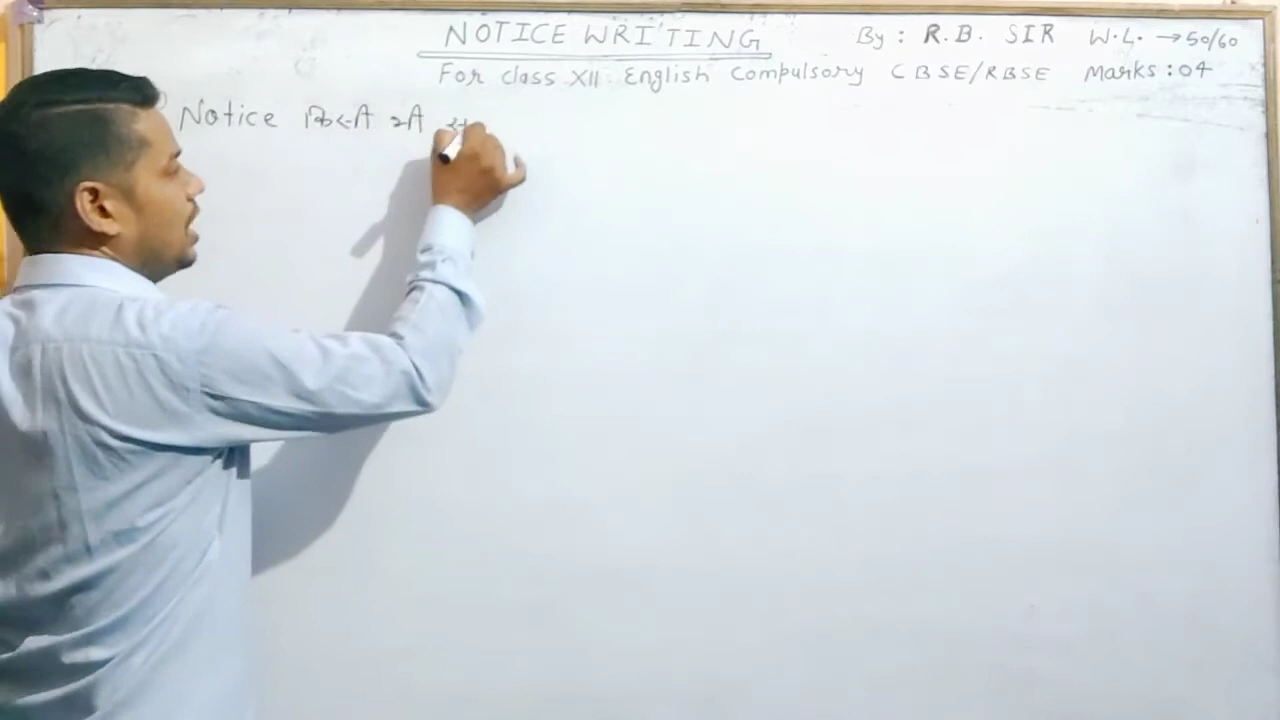 NOTICE WRITING By : R.B. SIR W.L. → 50/60
For class XII English Compulsory CBSE/RBSE Marks : 04
Notice किसी भी